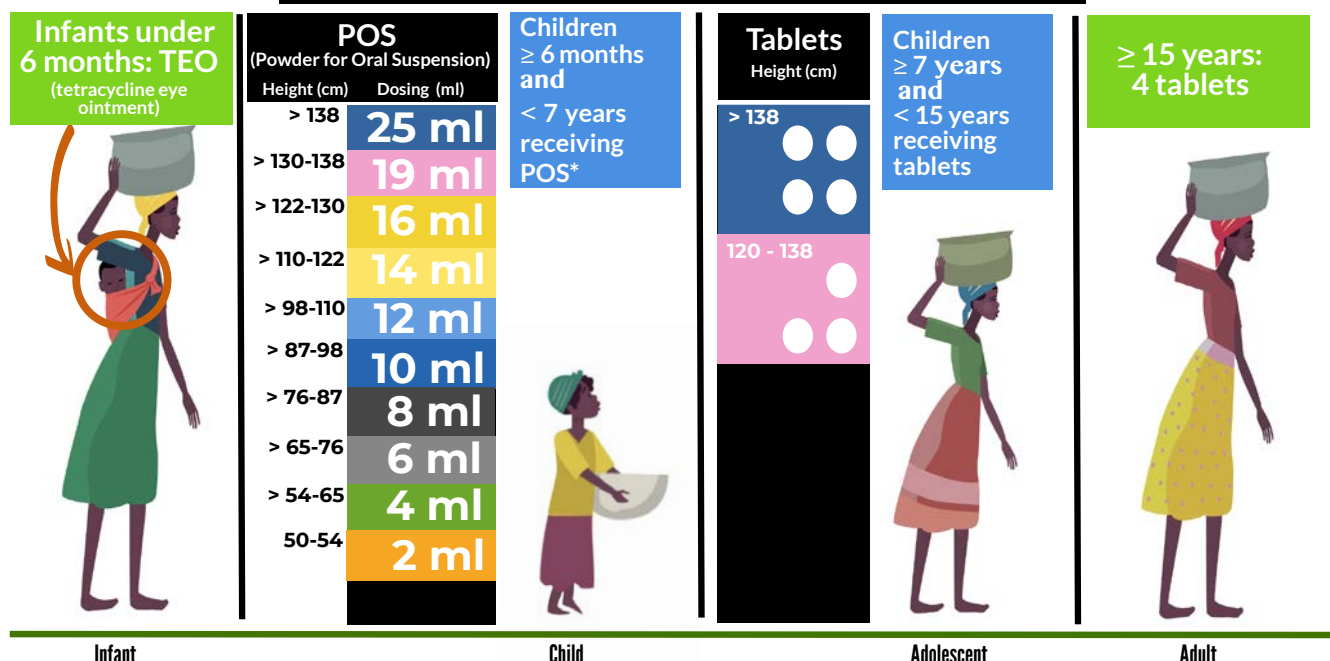 Infants under
6 months: TEO
(tetracycline eye
ointment)
POS
(Powder for Oral Suspension)
Height (cm) Dosing (ml)
> 138 25 ml
> 130-138 19 ml
> 122-130 16 ml
> 110-122 14 ml
> 98-110 12 ml
> 87-98 10 ml
> 76-87 8 ml
> 65-76 6 ml
> 54-65 4 ml
50-54 2 ml
Children
≥ 6 months
and
< 7 years
receiving
POS*
Tablets
Height (cm)
> 138
120 - 138
Children
≥ 7 years
and
< 15 years
receiving
tablets
≥ 15 years:
4 tablets
Infant
Child
Adolescent
Adult